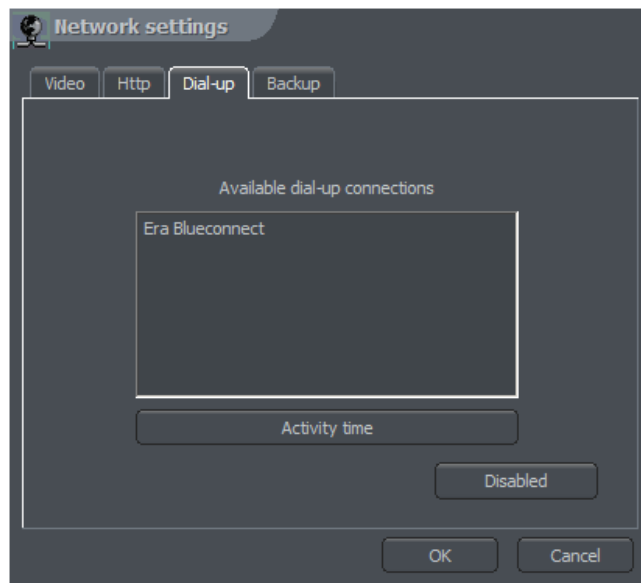 Network settings
Video Http Dial-up Backup
Available dial-up connections
Era Blueconnect
Activity time
Disabled
OK Cancel